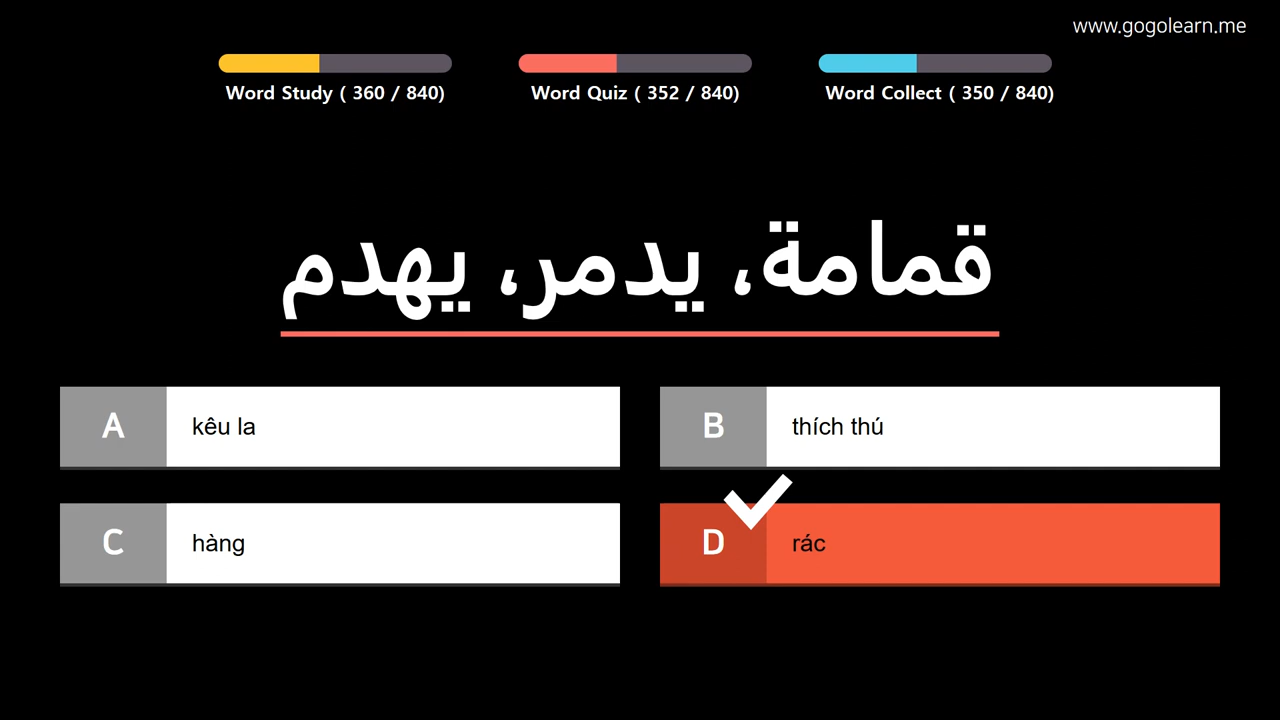 www.gogolearn.me
Word Study ( 360 / 840)
Word Quiz ( 352 / 840)
Word Collect ( 350 / 840)
قمامة، يدمر، يهدم
A
kêu la
B
thích thú
C
hàng
D
rác